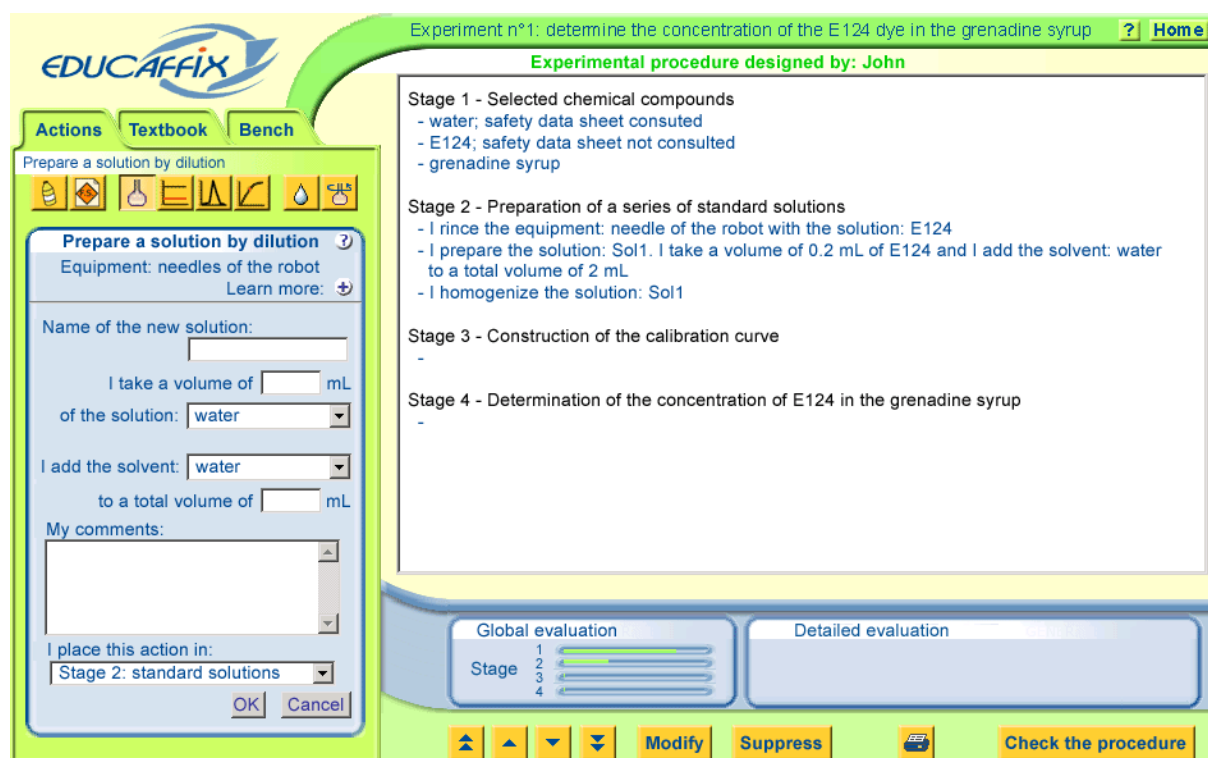 Experiment n°1: determine the concentration of the E124 dye in the grenadine syrup ? Home
EDUCAFFIX
Experimental procedure designed by: John
Actions Textbook Bench
Prepare a solution by dilution
Prepare a solution by dilution ?
Equipment: needles of the robot
Learn more: +
Name of the new solution:
I take a volume of mL
of the solution: water
I add the solvent: water
to a total volume of mL
My comments:
I place this action in:
Stage 2: standard solutions
OK Cancel
Stage 1 - Selected chemical compounds
- water; safety data sheet consuted
- E124; safety data sheet not consulted
- grenadine syrup
Stage 2 - Preparation of a series of standard solutions
- I rince the equipment: needle of the robot with the solution: E124
- I prepare the solution: Sol1. I take a volume of 0.2 mL of E124 and I add the solvent: water
to a total volume of 2 mL
- I homogenize the solution: Sol1
Stage 3 - Construction of the calibration curve
-
Stage 4 - Determination of the concentration of E124 in the grenadine syrup
-
Global evaluation
Stage
1
2
3
4
Detailed evaluation
Modify Suppress Check the procedure